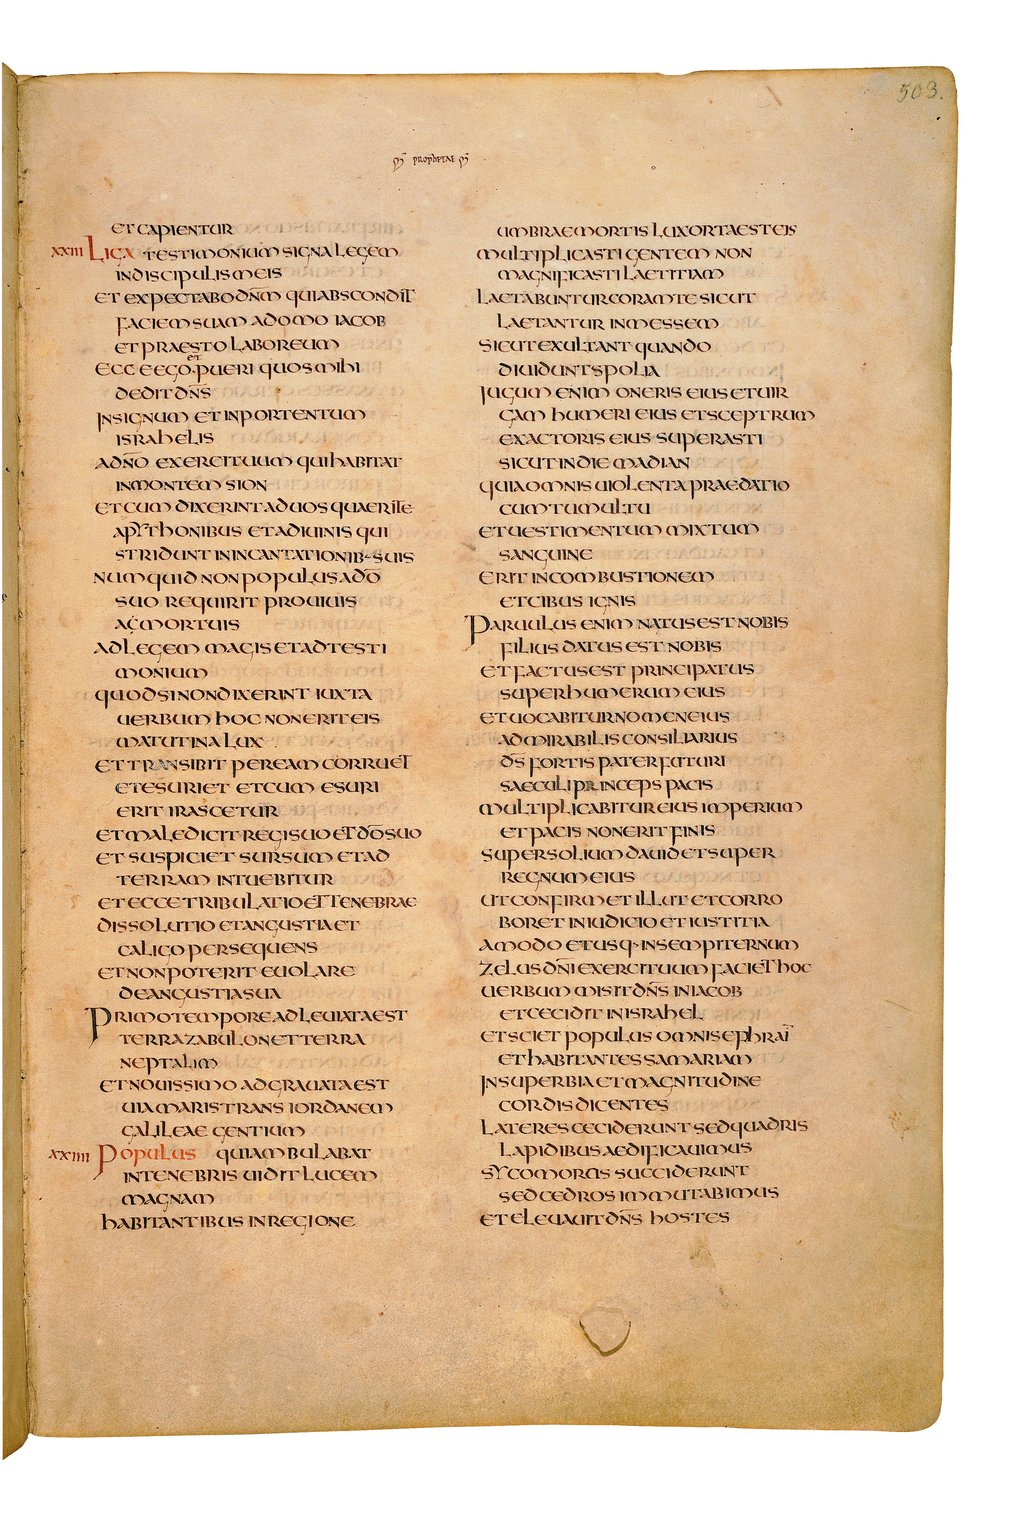 503.
prophetae
ET CAPIENTUR
XXIII LIGA TESTIMONIUM SIGNA LEGEM
IN DISCIPULIS MEIS
ET EXPECTABO DN̄M QUI ABSCONDIT
FACIEM SUAM A DOMO IACOB
ET PRAESTOLABOR EUM
ECCE EGO ET PUERI QUOS MIHI
DEDIT DN̄S
IN SIGNUM ET IN PORTENTUM
ISRAHELIS
A DN̄O EXERCITUUM QUI HABITAT
IN MONTEM SION
ET CUM DIXERINT AD UOS QUAERITE
A PYTHONIBUS ET A DIUINIS QUI
STRIDUNT IN INCANTATIONIB· SUIS
NUMQUID NON POPULUS A DŌ
SUO REQUIRIT PRO UIUIS
AC MORTUIS
AD LEGEM MAGIS ET AD TESTI
MONIUM
QUOD SI NON DIXERINT IUXTA
UERBUM HOC NON ERIT EIS
MATUTINA LUX
ET TRANSIBIT PER EAM CORRUET
ET ESURIET ET CUM ESURI
ERIT IRASCETUR
ET MALEDICIT REGI SUO ET DŌ SUO
ET SUSPICIET SURSUM ET AD
TERRAM INTUEBITUR
ET ECCE TRIBULATIO ET TENEBRAE
DISSOLUTIO ET ANGUSTIA ET
CALIGO PERSEQUENS
ET NON POTERIT EUOLARE
DE ANGUSTIA SUA
PRIMO TEMPORE ADLEUIATA EST
TERRA ZABULON ET TERRA
NEPTALIM
ET NOUISSIMO ADGRAUATA EST
UIA MARIS TRANS IORDANEM
GALILEAE GENTIUM
XXIIII POPULUS QUI AMBULABAT
IN TENEBRIS UIDIT LUCEM
MAGNAM
HABITANTIBUS IN REGIONE
UMBRAE MORTIS LUX ORTA EST EIS
MULTIPLICASTI GENTEM NON
MAGNIFICASTI LAETITIAM
LAETABUNTUR CORAM TE SICUT
LAETANTUR IN MESSEM
SICUT EXULTANT QUANDO
DIUIDUNT SPOLIA
IUGUM ENIM ONERIS EIUS ET UIR
GAM HUMERI EIUS ET SCEPTRUM
EXACTORIS EIUS SUPERASTI
SICUT IN DIE MADIAN
QUIA OMNIS UIOLENTA PRAEDATIO
CUM TUMULTU
ET UESTIMENTUM MIXTUM
SANGUINE
ERIT IN COMBUSTIONEM
ET CIBUS IGNIS
PARUULUS ENIM NATUS EST NOBIS
FILIUS DATUS EST NOBIS
ET FACTUS EST PRINCIPATUS
SUPER HUMERUM EIUS
ET UOCABITUR NOMEN EIUS
ADMIRABILIS CONSILIARIUS
DS̄ FORTIS PATER FUTURI
SAECULI PRINCEPS PACIS
MULTIPLICABITUR EIUS IMPERIUM
ET PACIS NON ERIT FINIS
SUPER SOLIUM DAUID ET SUPER
REGNUM EIUS
UT CONFIRMET ILLUT ET CORRO
BORET IN IUDICIO ET IUSTITIA
AMODO ET USQ· IN SEMPITERNUM
ZELUS DN̄I EXERCITUUM FACIET HOC
UERBUM MISIT DN̄S IN IACOB
ET CECIDIT IN ISRAHEL
ET SCIET POPULUS OMNIS EPHRAI
ET HABITANTES SAMARIAM
IN SUPERBIA ET MAGNITUDINE
CORDIS DICENTES
LATERES CECIDERUNT SED QUADRIS
LAPIDIBUS AEDIFICAUIMUS
SYCOMOROS SUCCIDERUNT
SED CEDROS IMMUTABIMUS
ET ELEUAUIT DN̄S HOSTES